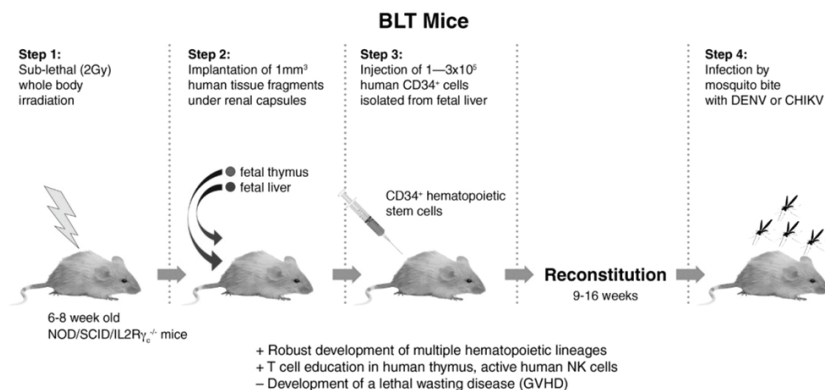 BLT Mice
Step 1:
Sub-lethal (2Gy)
whole body
irradiation
Step 2:
Implantation of 1mm³
human tissue fragments
under renal capsules
Step 3:
Injection of 1—3x10⁵
human CD34⁺ cells
isolated from fetal liver
Step 4:
Infection by
mosquito bite
with DENV or CHIKV
fetal thymus
fetal liver
CD34⁺ hematopoietic
stem cells
Reconstitution
9-16 weeks
6-8 week old
NOD/SCID/IL2Rγc⁻/⁻ mice
+ Robust development of multiple hematopoietic lineages
+ T cell education in human thymus, active human NK cells
– Development of a lethal wasting disease (GVHD)